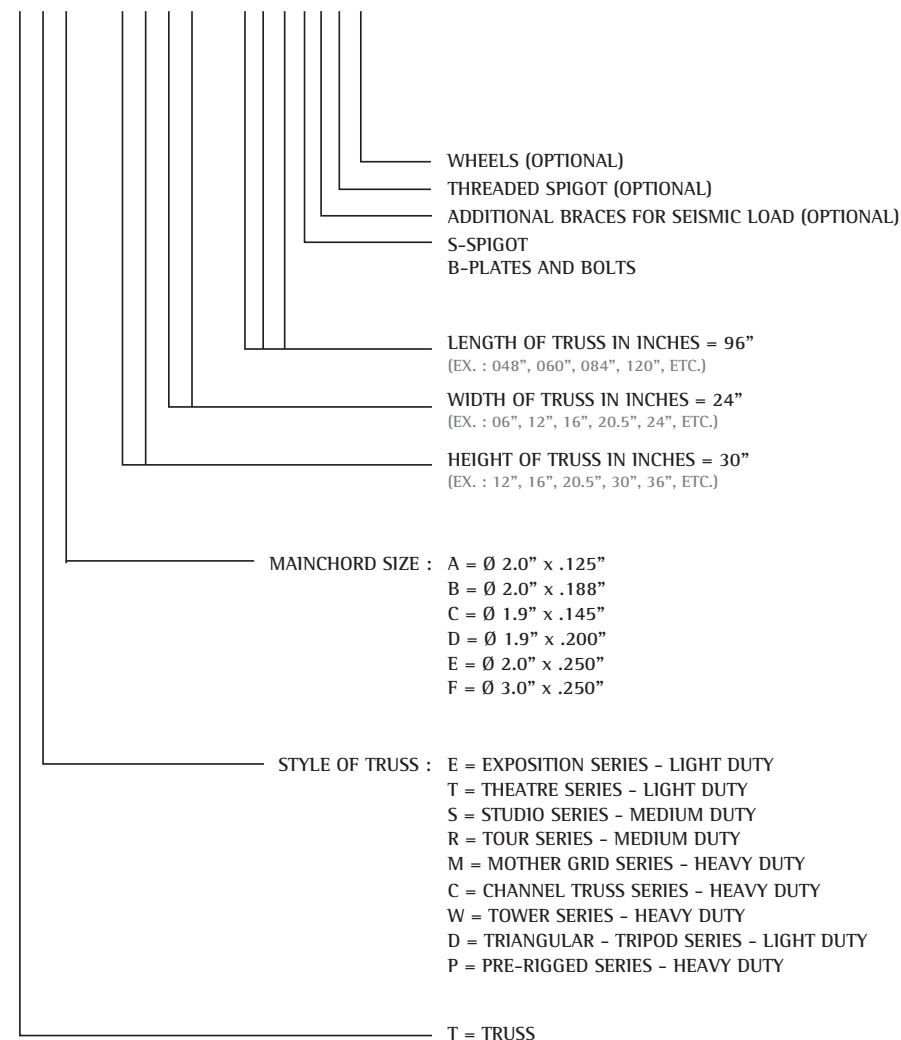 WHEELS (OPTIONAL)
THREADED SPIGOT (OPTIONAL)
ADDITIONAL BRACES FOR SEISMIC LOAD (OPTIONAL)
S-SPIGOT
B-PLATES AND BOLTS
LENGTH OF TRUSS IN INCHES = 96”
(EX. : 048”, 060”, 084”, 120”, ETC.)
WIDTH OF TRUSS IN INCHES = 24”
(EX. : 06”, 12”, 16”, 20.5”, 24”, ETC.)
HEIGHT OF TRUSS IN INCHES = 30”
(EX. : 12”, 16”, 20.5”, 30”, 36”, ETC.)
MAINCHORD SIZE : A = Ø 2.0” x .125”
B = Ø 2.0” x .188”
C = Ø 1.9” x .145”
D = Ø 1.9” x .200”
E = Ø 2.0” x .250”
F = Ø 3.0” x .250”
STYLE OF TRUSS : E = EXPOSITION SERIES - LIGHT DUTY
T = THEATRE SERIES - LIGHT DUTY
S = STUDIO SERIES - MEDIUM DUTY
R = TOUR SERIES - MEDIUM DUTY
M = MOTHER GRID SERIES - HEAVY DUTY
C = CHANNEL TRUSS SERIES - HEAVY DUTY
W = TOWER SERIES - HEAVY DUTY
D = TRIANGULAR - TRIPOD SERIES - LIGHT DUTY
P = PRE-RIGGED SERIES - HEAVY DUTY
T = TRUSS